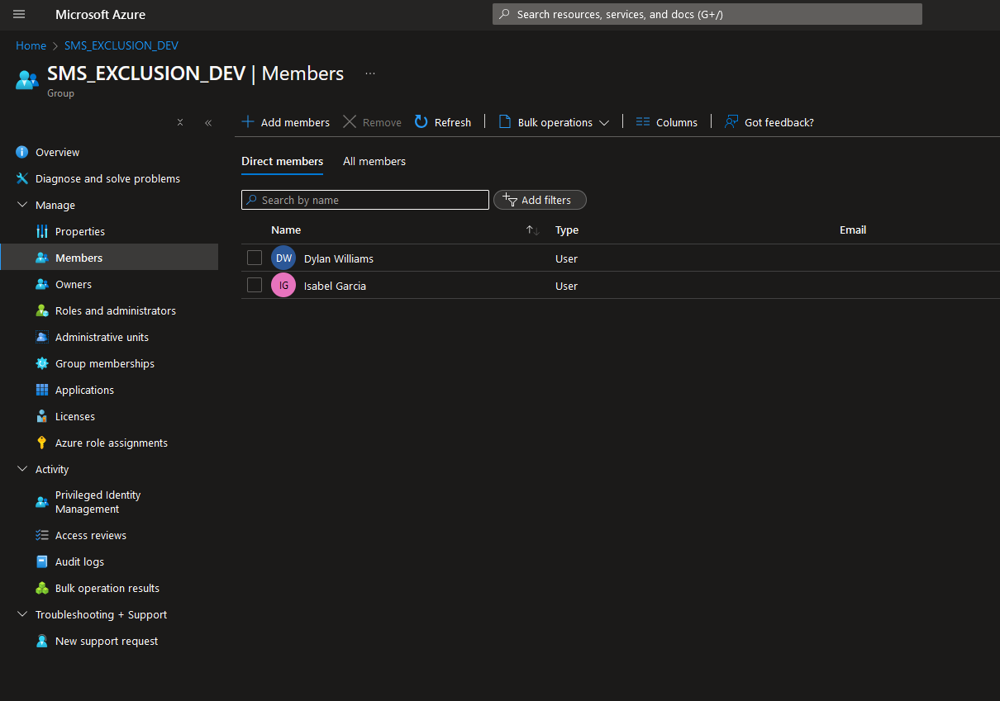 Microsoft Azure
Search resources, services, and docs (G+/)
Home > SMS_EXCLUSION_DEV
SMS_EXCLUSION_DEV | Members ...
Group
Add members Remove Refresh Bulk operations Columns Got feedback?
Overview
Diagnose and solve problems
Manage
Properties
Members
Owners
Roles and administrators
Administrative units
Group memberships
Applications
Licenses
Azure role assignments
Activity
Privileged Identity
Management
Access reviews
Audit logs
Bulk operation results
Troubleshooting + Support
New support request
Direct members All members
Search by name Add filters
Name Type Email
DW Dylan Williams User
IG Isabel Garcia User